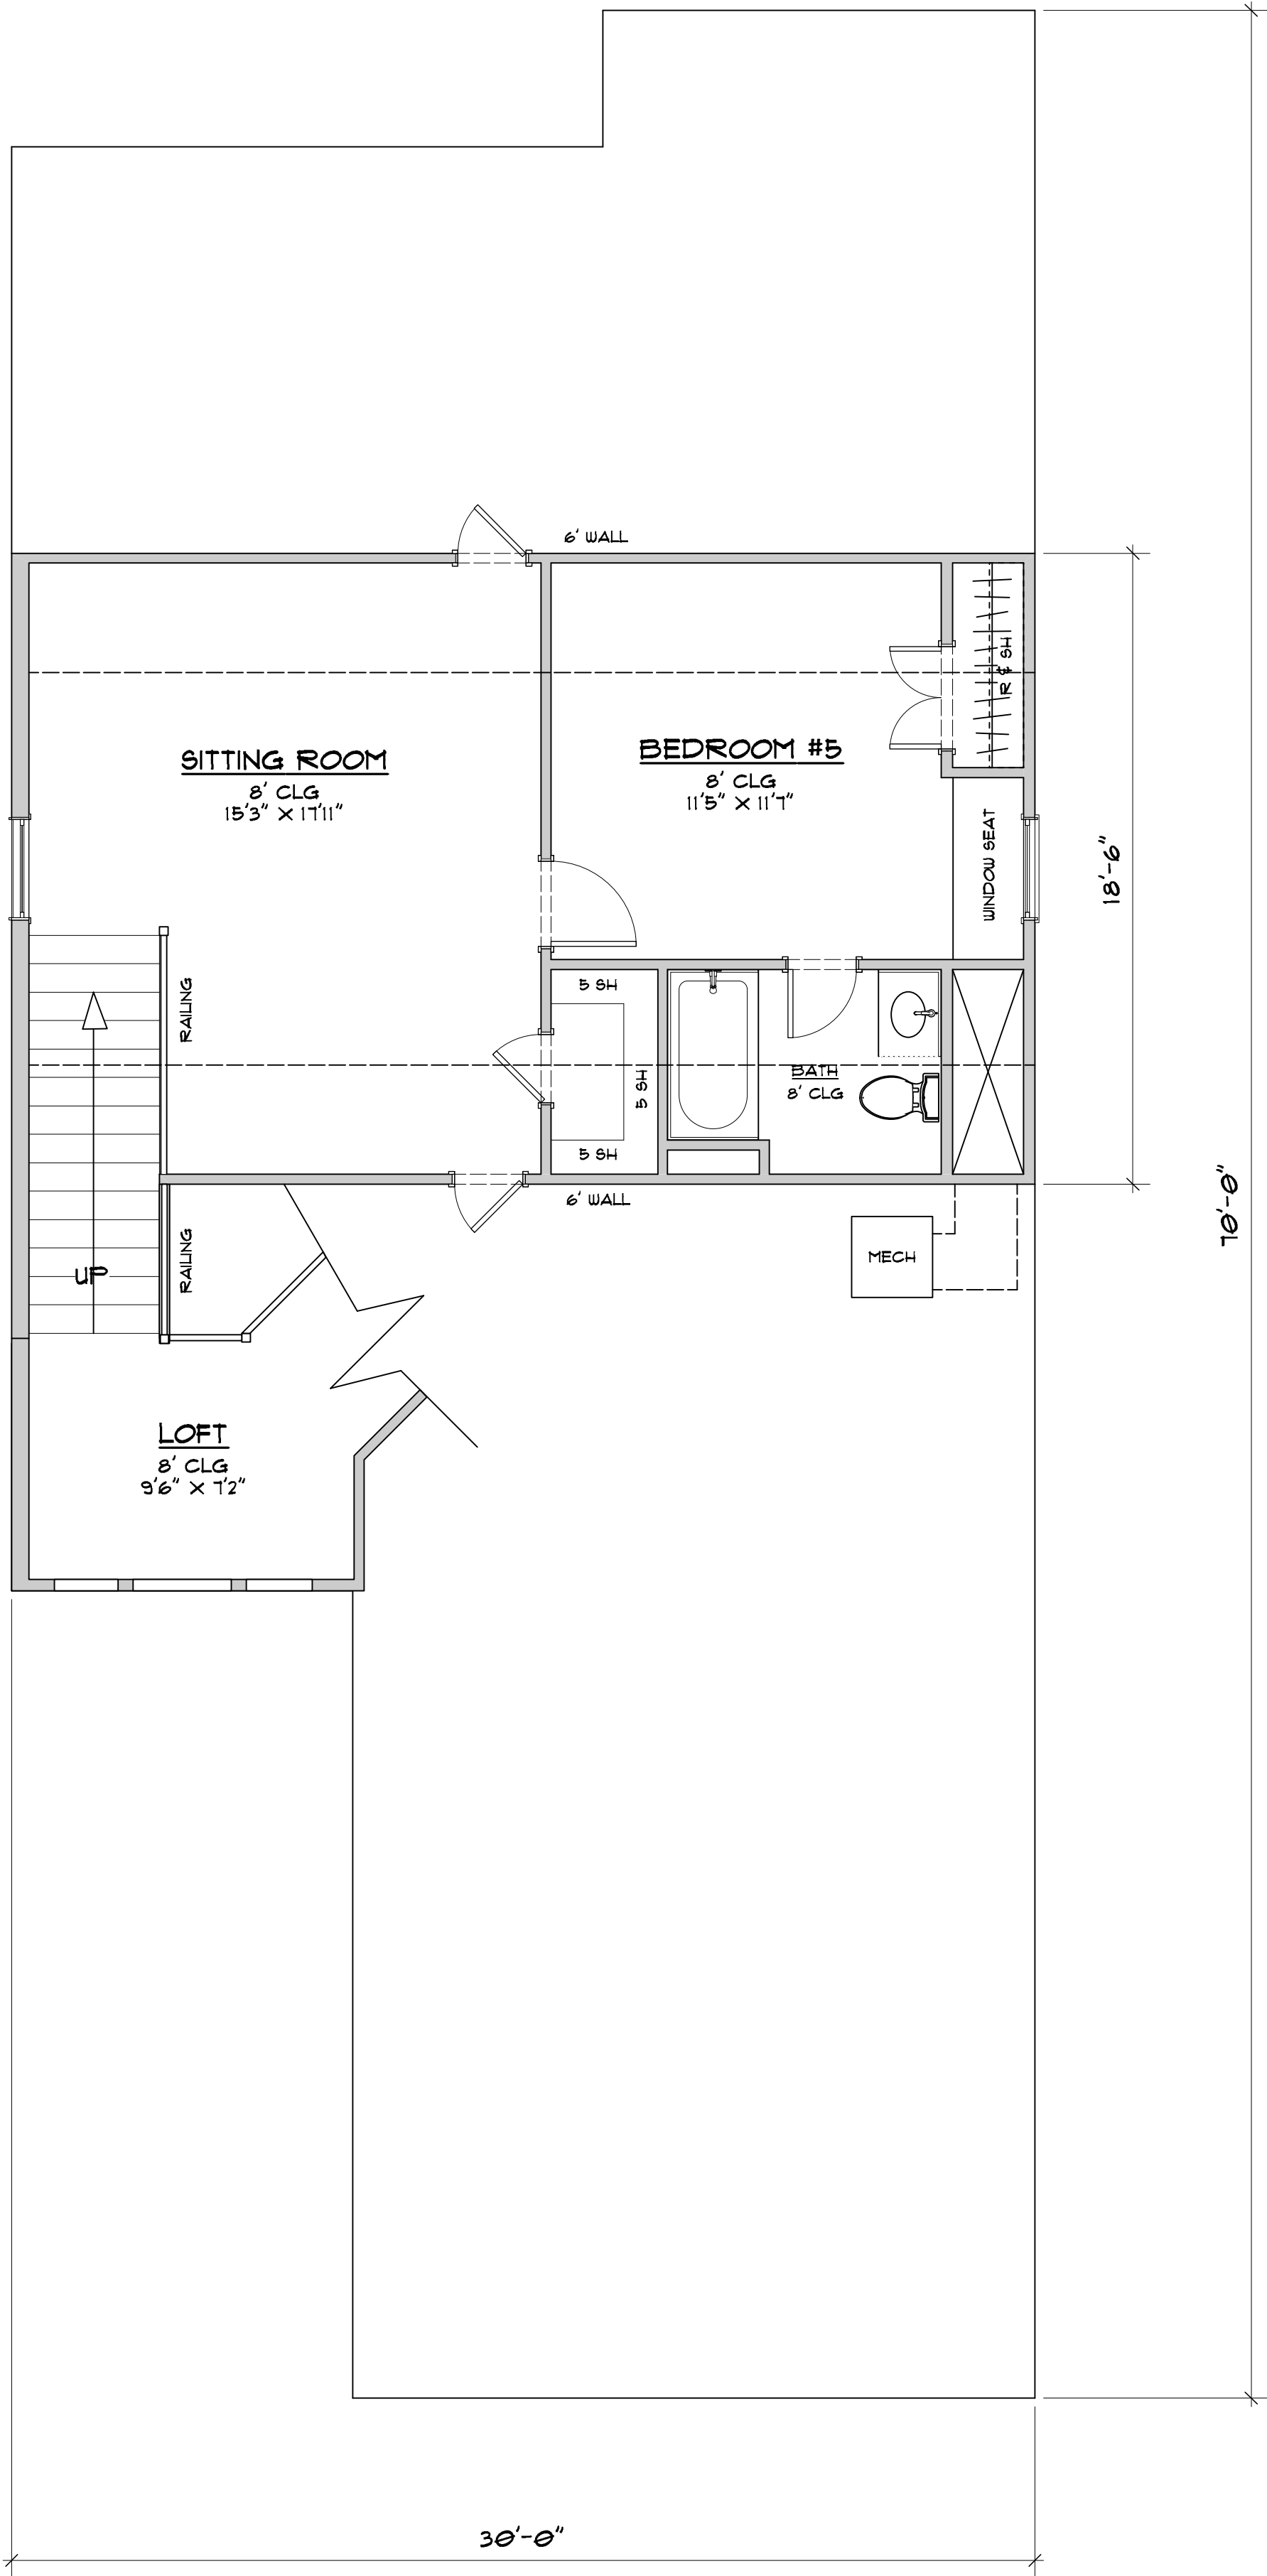 6' WALL
R & SH
SITTING ROOM
8' CLG
15'3" X 17'11"
BEDROOM #5
8' CLG
11'5" X 11'7"
WINDOW SEAT
18'-6"
RAILING
5 SH
5 SH
5 SH
BATH
8' CLG
6' WALL
70'-0"
RAILING
MECH
UP
LOFT
8' CLG
9'6" X 7'2"
30'-0"